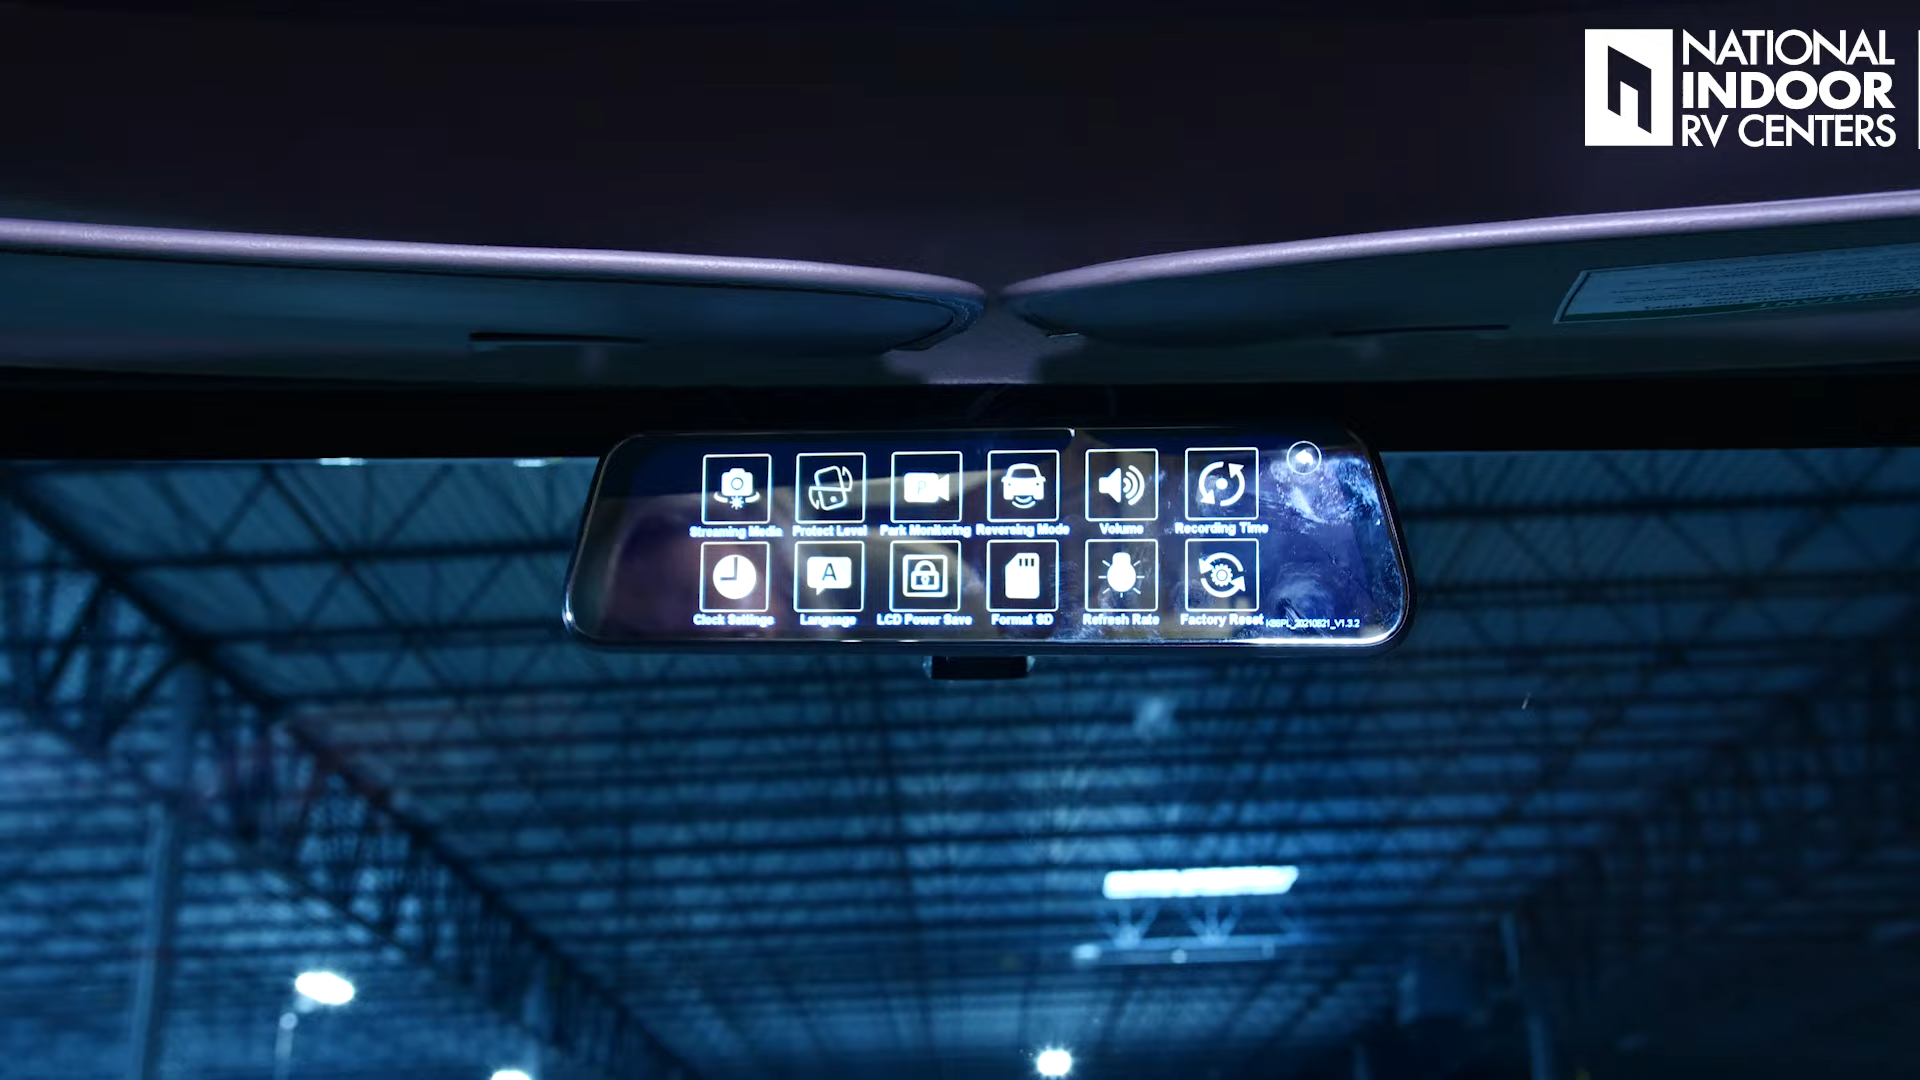 NATIONAL
INDOOR
RV CENTERS
Streaming Media
Protect Level
Park Monitoring
Reversing Mode
Volume
Recording Time
P
A
Clock Settings
Language
LCD Power Save
Format SD
Refresh Rate
Factory Reset